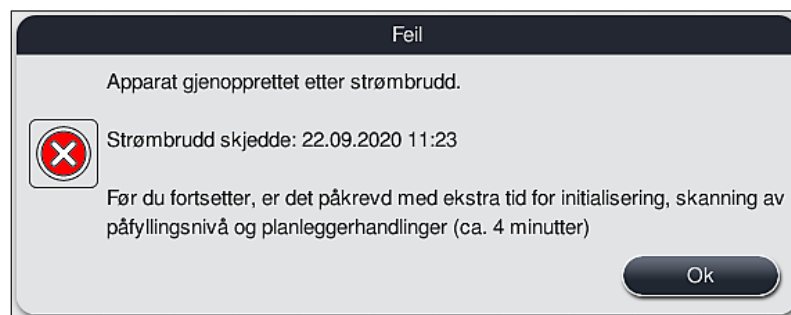 Feil
Apparat gjenopprettet etter strømbrudd.
Strømbrudd skjedde: 22.09.2020 11:23
Før du fortsetter, er det påkrevd med ekstra tid for initialisering, skanning av
påfyllingsnivå og planleggerhandlinger (ca. 4 minutter)
Ok